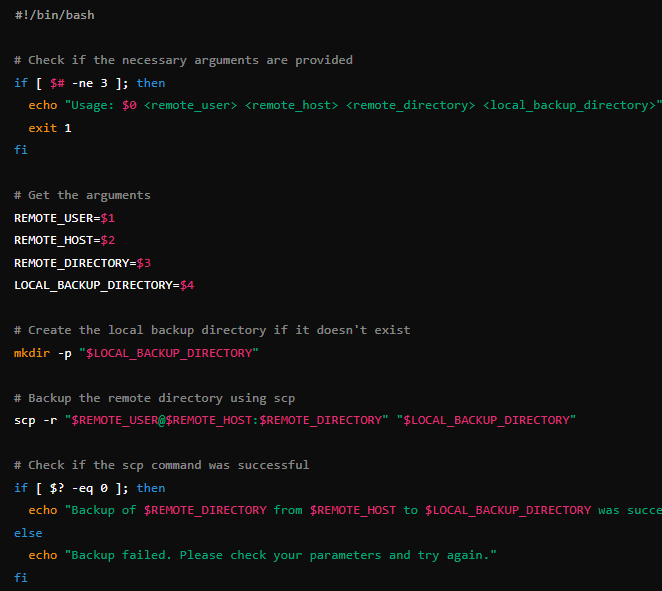 #!/bin/bash
# Check if the necessary arguments are provided
if [ $# -ne 3 ]; then
  echo "Usage: $0 <remote_user> <remote_host> <remote_directory> <local_backup_directory>"
  exit 1
fi
# Get the arguments
REMOTE_USER=$1
REMOTE_HOST=$2
REMOTE_DIRECTORY=$3
LOCAL_BACKUP_DIRECTORY=$4
# Create the local backup directory if it doesn't exist
mkdir -p "$LOCAL_BACKUP_DIRECTORY"
# Backup the remote directory using scp
scp -r "$REMOTE_USER@$REMOTE_HOST:$REMOTE_DIRECTORY" "$LOCAL_BACKUP_DIRECTORY"
# Check if the scp command was successful
if [ $? -eq 0 ]; then
  echo "Backup of $REMOTE_DIRECTORY from $REMOTE_HOST to $LOCAL_BACKUP_DIRECTORY was succe
else
  echo "Backup failed. Please check your parameters and try again."
fi